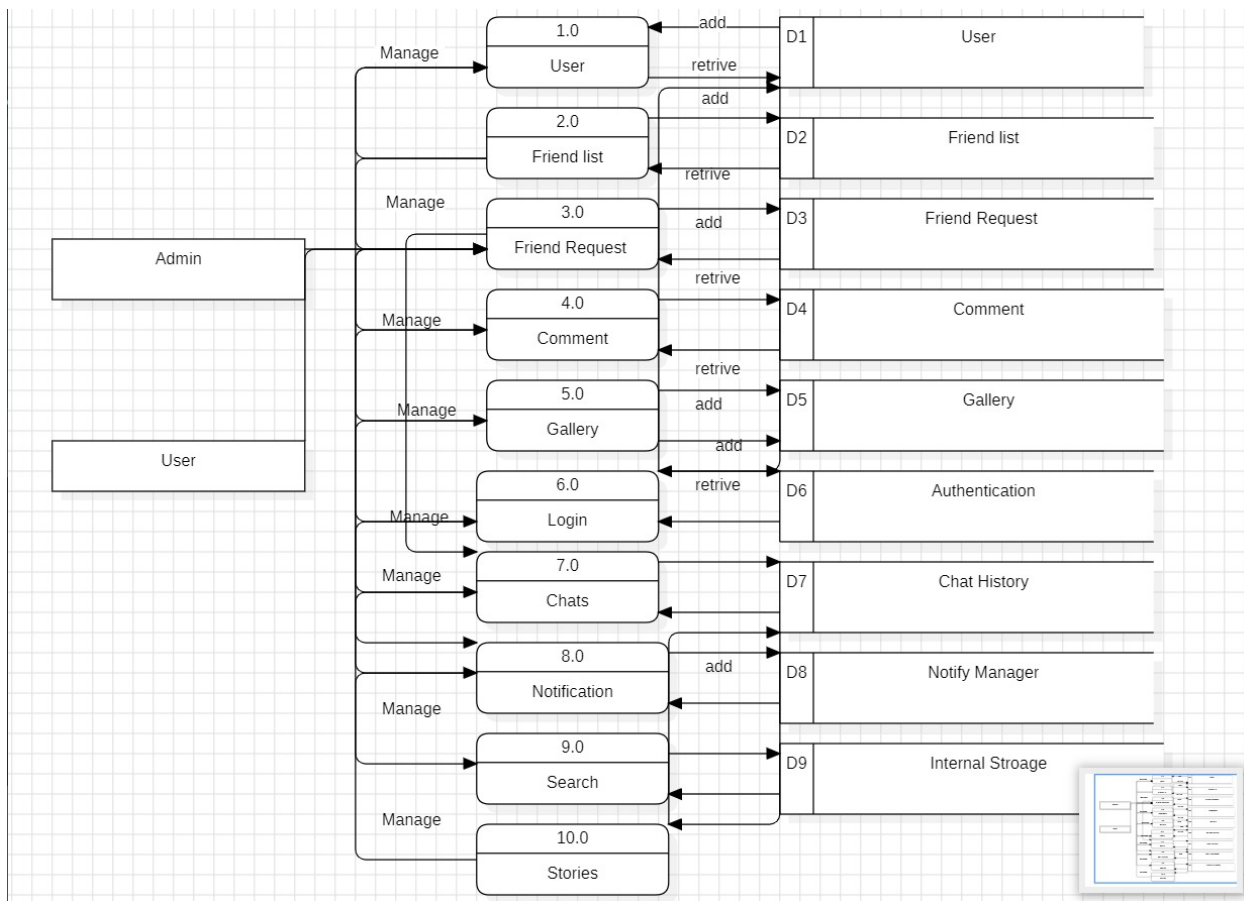 1.0
User
add
retrive
D1
User
Manage
add
2.0
Friend list
D2
Friend list
retrive
Manage
3.0
Friend Request
add
D3
Friend Request
Admin
retrive
4.0
Comment
D4
Comment
Manage
retrive
5.0
Gallery
add
D5
Gallery
Manage
add
User
6.0
Login
retrive
D6
Authentication
Manage
7.0
Chats
D7
Chat History
Manage
8.0
Notification
add
D8
Notify Manager
Manage
9.0
Search
D9
Internal Stroage
Manage
10.0
Stories